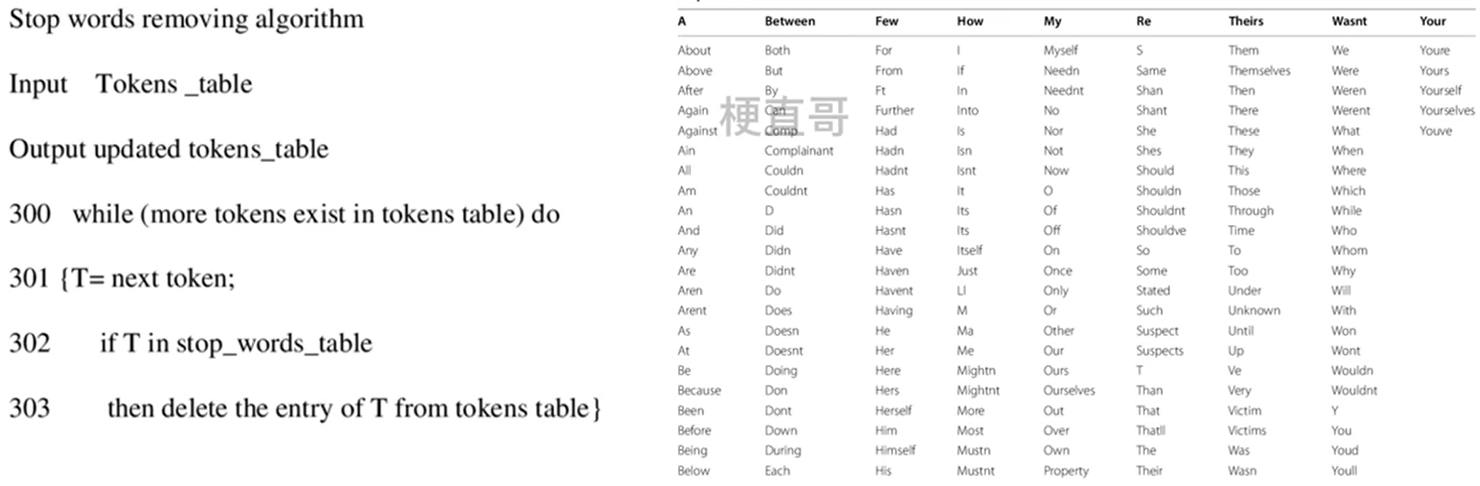 Stop words removing algorithm
Input Tokens _table
Output updated tokens_table
300 while (more tokens exist in tokens table) do
301 {T= next token;
302 if T in stop_words_table
303 then delete the entry of T from tokens table}
A Between Few How My Re Theirs Wasnt Your
About Both For I Myself S Them We Youre
Above But From If Needn Same Themselves Were Yours
After By Ft In Neednt Shan Then Weren Yourself
Again Can Further Into No Shant There Werent Yourselves
Against Comp Had Is Nor She These What Youve
Ain Complainant Hadn Isn Not Shes They When
All Couldn Hadnt Isnt Now Should This Where
Am Couldnt Has It O Shouldn Those Which
An D Hasn Its Of Shouldnt Through While
And Did Hasnt Its Off Shouldve Time Who
Any Didn Have Itself On So To Whom
Are Didnt Haven Just Once Some Too Why
Aren Do Havent Ll Only Stated Under Will
Arent Does Having M Or Such Unknown With
As Doesn He Ma Other Suspect Until Won
At Doesnt Her Me Our Suspects Up Wont
Be Doing Here Mightn Ours T Ve Wouldn
Because Don Hers Mightnt Ourselves Than Very Wouldnt
Been Dont Herself More Out That Victim Y
Before Down Him Most Over Thatll Victims You
Being During Himself Mustn Own The Was Youd
Below Each His Mustnt Property Their Wasn Youll
梗直哥